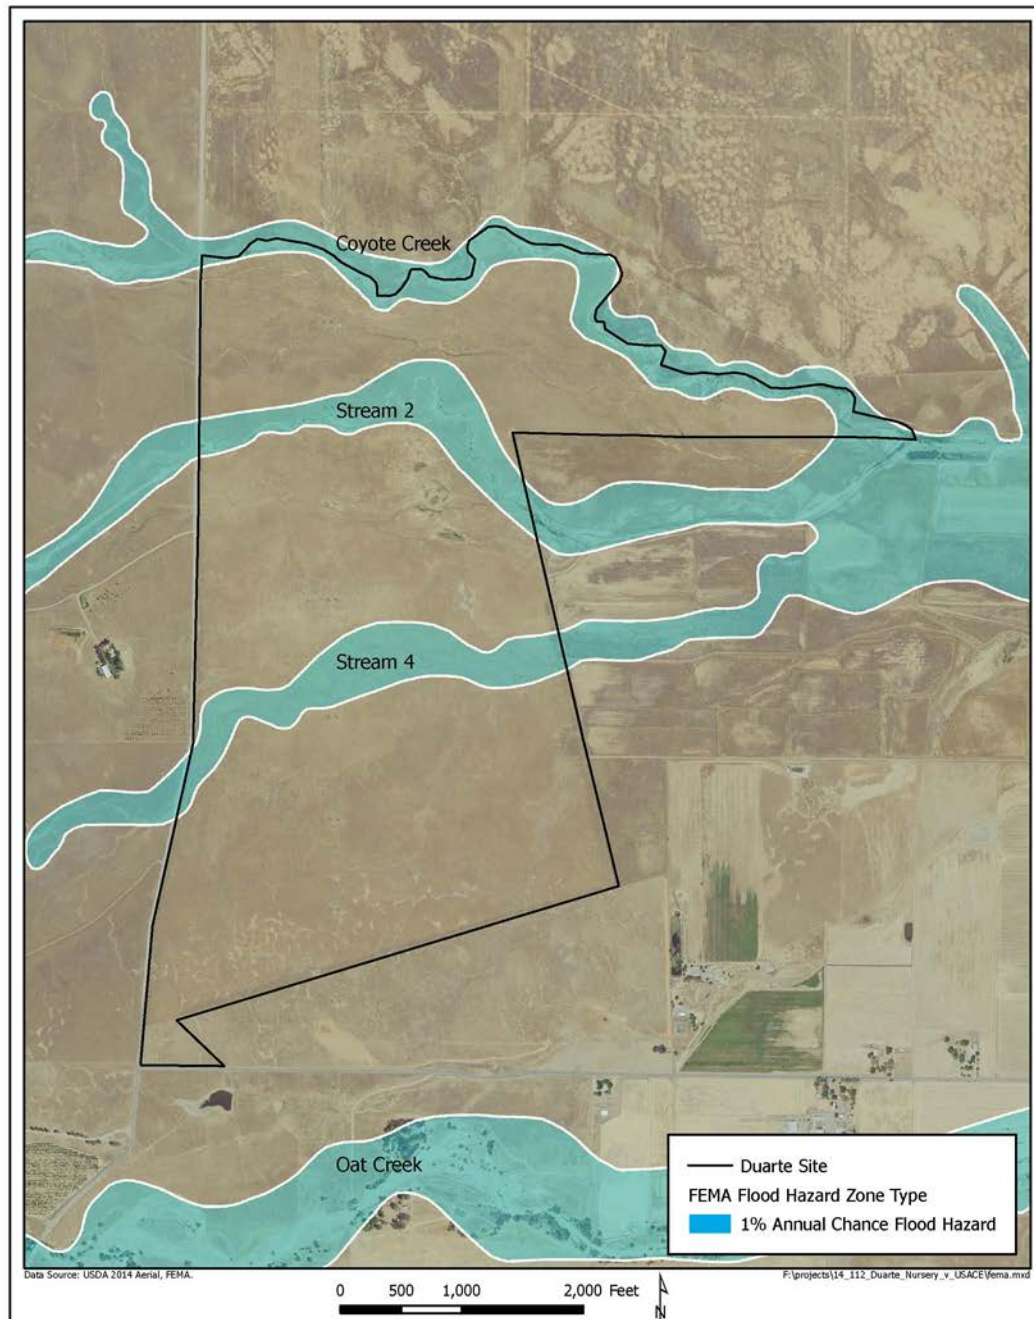 Coyote Creek
Stream 2
Stream 4
Oat Creek
Duarte Site
FEMA Flood Hazard Zone Type
1% Annual Chance Flood Hazard
Data Source: USDA 2014 Aerial, FEMA.
F:\projects\14_112_Duarte_Nursery_v_USACE\fema.mxd
0 500 1,000 2,000 Feet
N